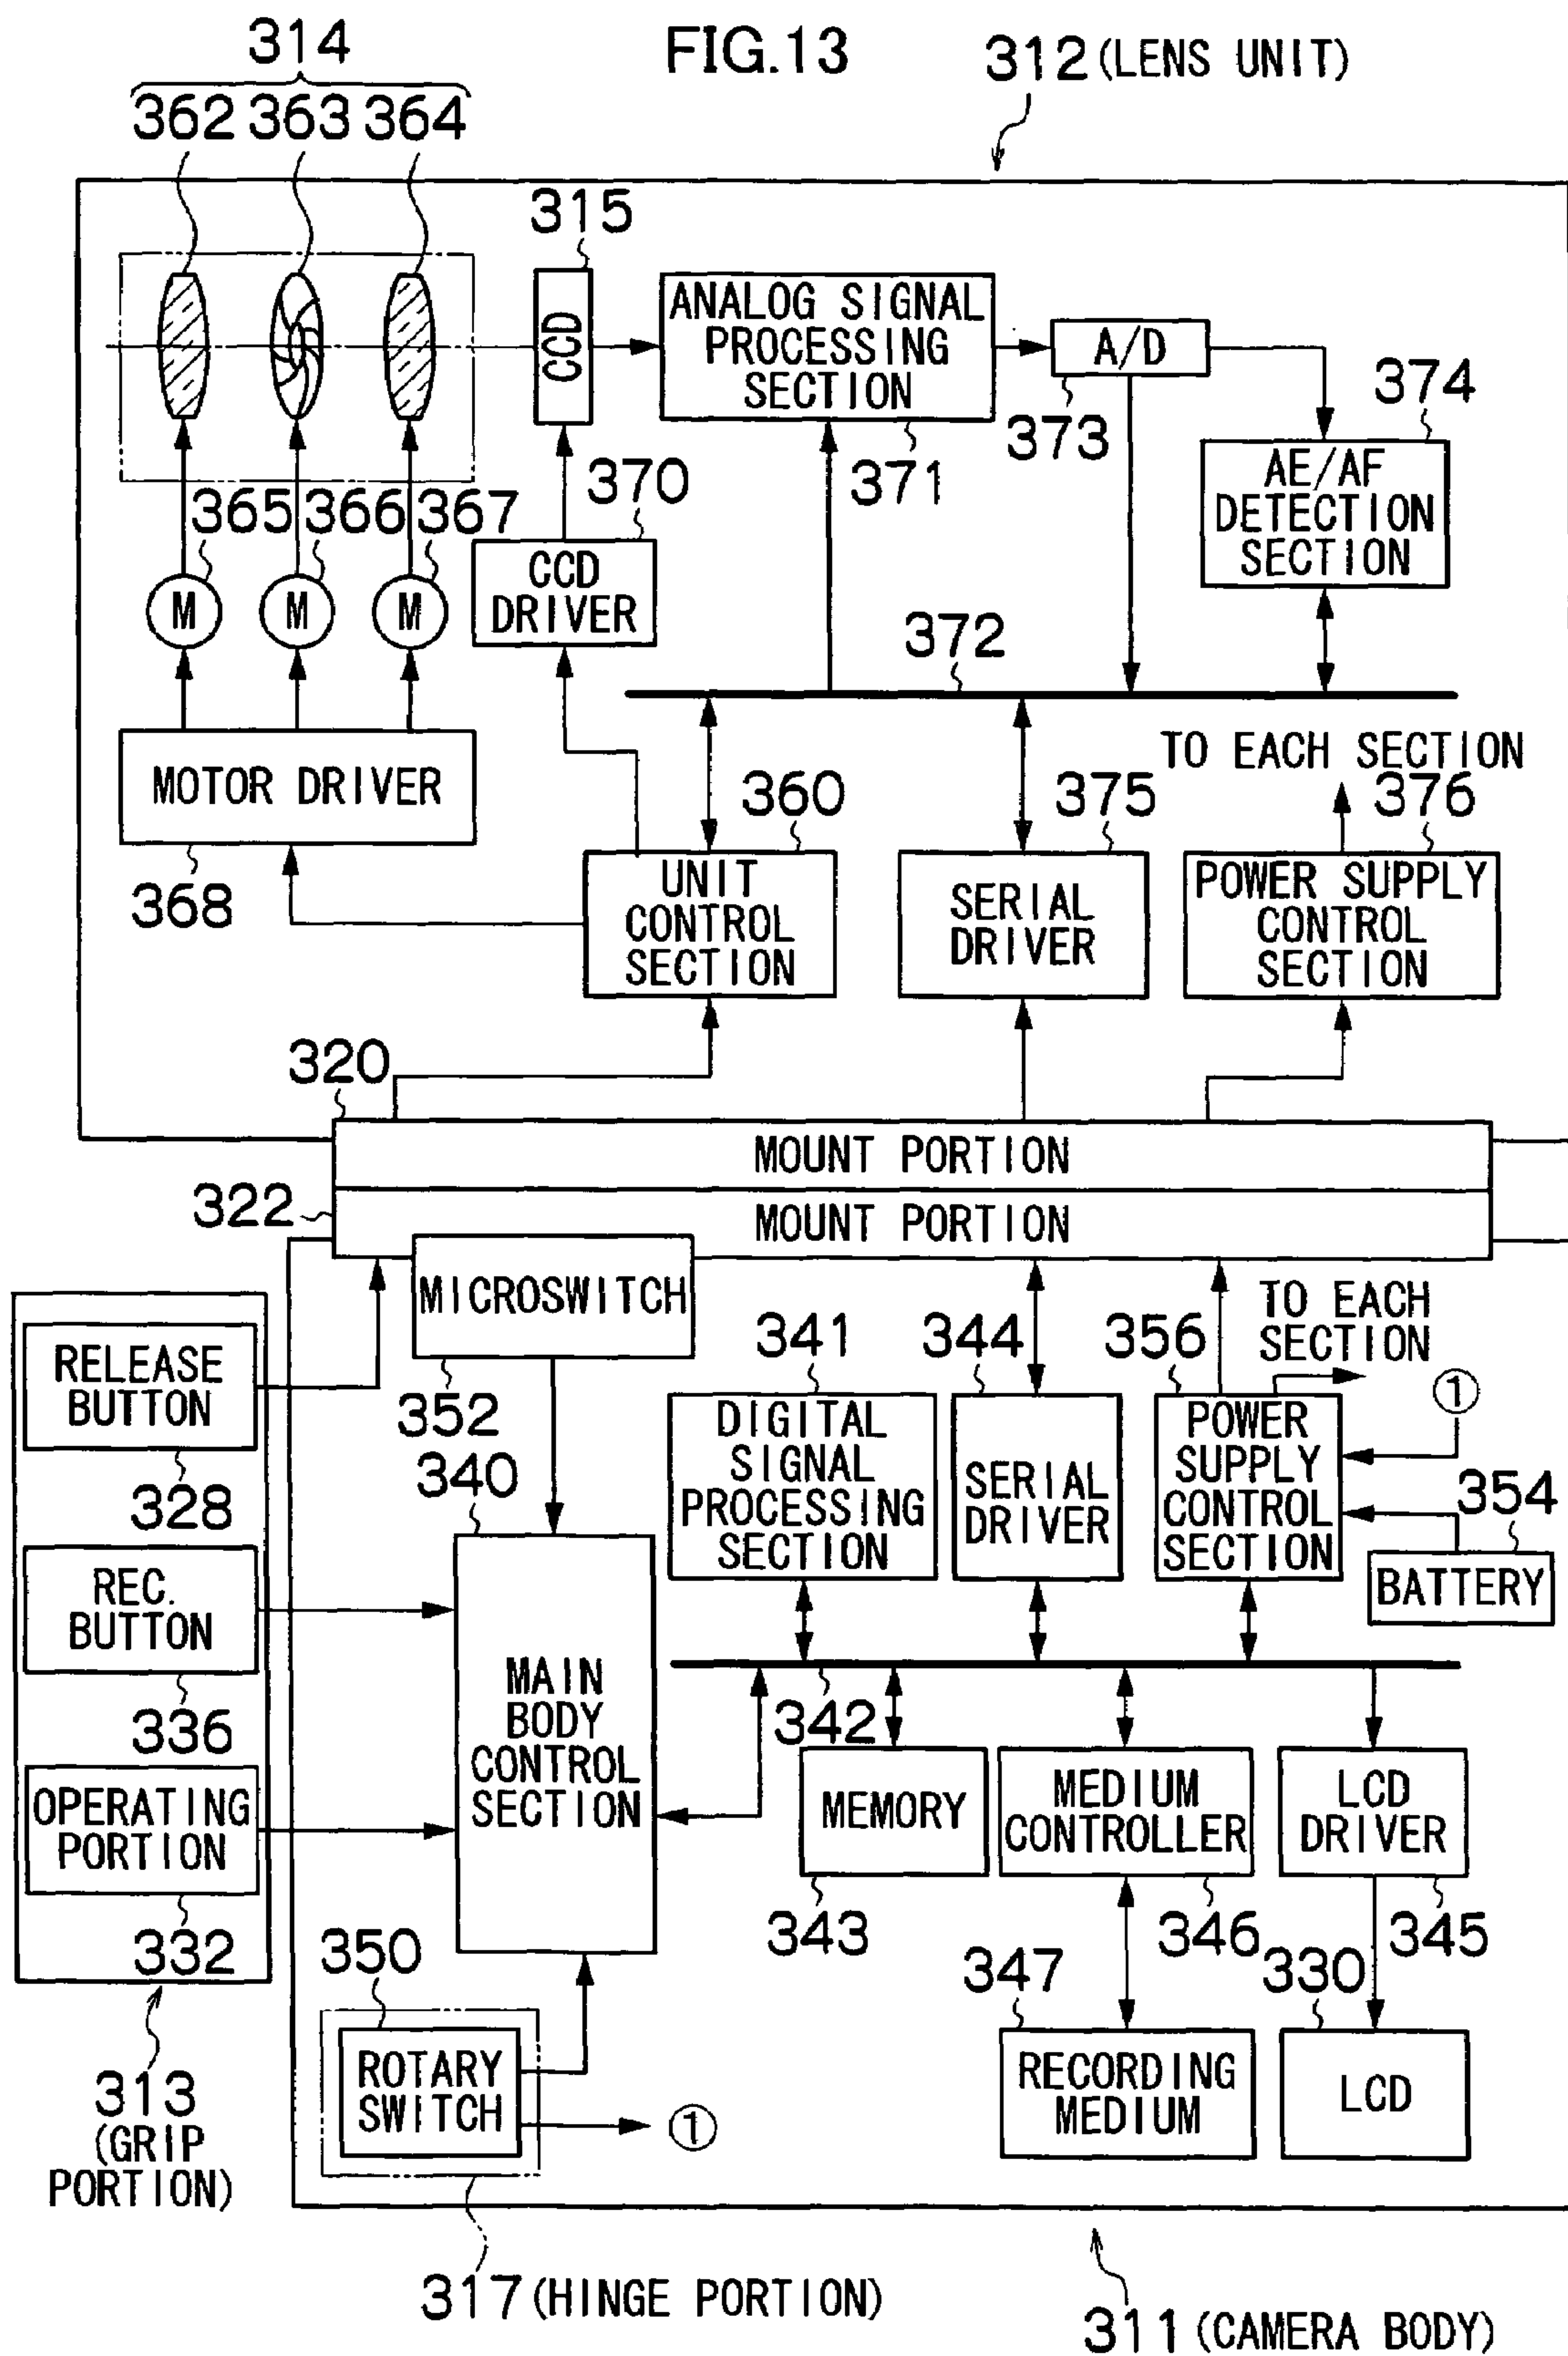 FIG.13
312 (LENS UNIT)
314
362 363 364
315
CCD
ANALOG SIGNAL
PROCESSING
SECTION
371
A/D
373
374
AE/AF
DETECTION
SECTION
365 366 367
M M M
370
CCD
DRIVER
372
MOTOR DRIVER
368
360
UNIT
CONTROL
SECTION
375
SERIAL
DRIVER
TO EACH SECTION
376
POWER SUPPLY
CONTROL
SECTION
320
MOUNT PORTION
322
MOUNT PORTION
MICROSWITCH
352
RELEASE
BUTTON
328
REC.
BUTTON
336
OPERATING
PORTION
332
313
(GRIP
PORTION)
340
MAIN
BODY
CONTROL
SECTION
341
DIGITAL
SIGNAL
PROCESSING
SECTION
344
SERIAL
DRIVER
356
POWER
SUPPLY
CONTROL
SECTION
TO EACH
SECTION
①
354
BATTERY
342
MEMORY
343
MEDIUM
CONTROLLER
346
LCD
DRIVER
345
347
RECORDING
MEDIUM
330
LCD
350
ROTARY
SWITCH
①
317 (HINGE PORTION)
311 (CAMERA BODY)